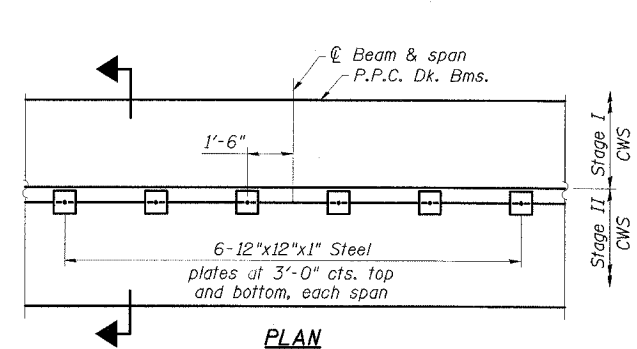 ℄ Beam & span
P.P.C. Dk. Bms.
1'-6"
Stage I
CWS
Stage II
CWS
6-12"x12"x1" Steel
plates at 3'-0" cts. top
and bottom, each span
PLAN